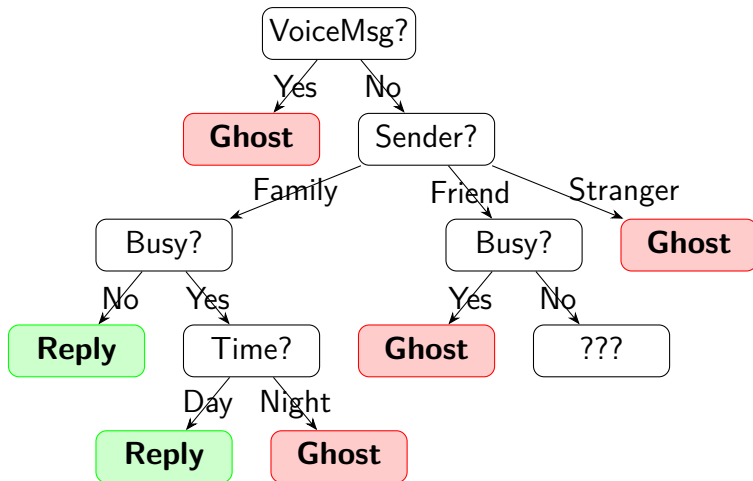 VoiceMsg?
Yes
No
Ghost
Sender?
Family
Friend
Stranger
Busy?
Busy?
Ghost
No
Yes
Yes
No
Reply
Time?
Ghost
???
Day
Night
Reply
Ghost